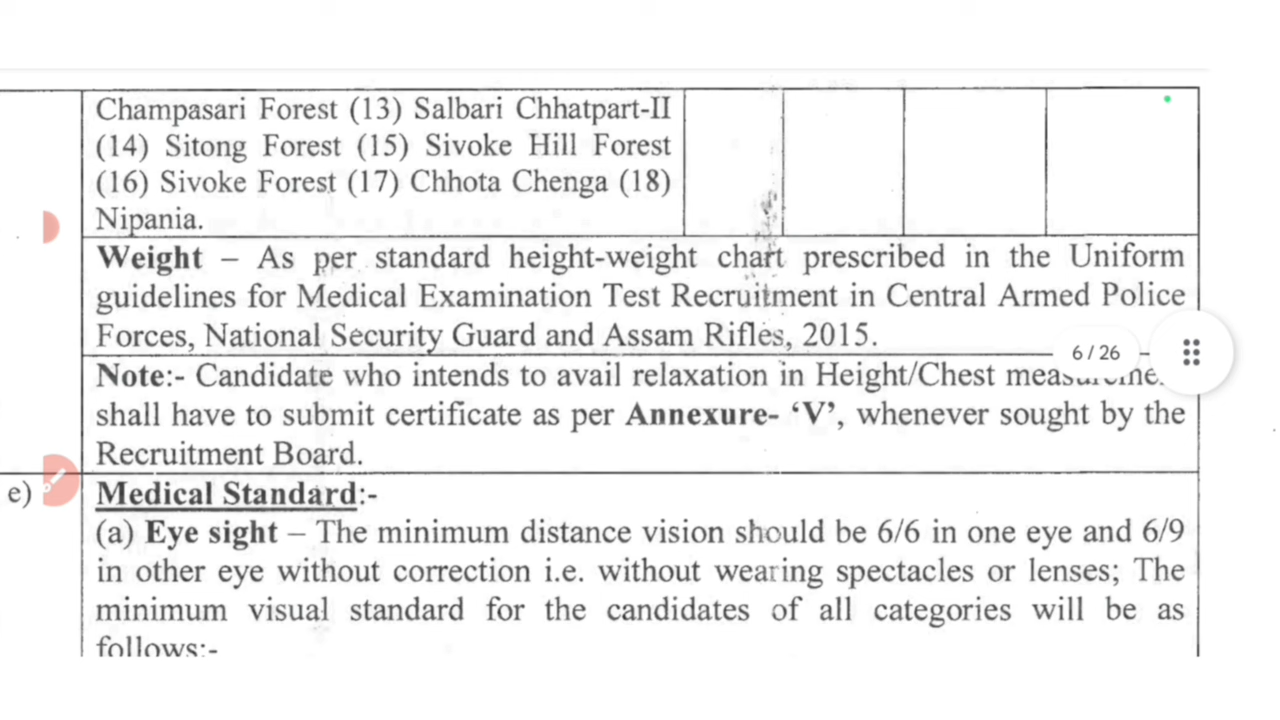 Champasari Forest (13) Salbari Chhatpart-II
(14) Sitong Forest (15) Sivoke Hill Forest
(16) Sivoke Forest (17) Chhota Chenga (18)
Nipania.
Weight – As per standard height-weight chart prescribed in the Uniform
guidelines for Medical Examination Test Recruitment in Central Armed Police
Forces, National Security Guard and Assam Rifles, 2015.
6 / 26
Note:- Candidate who intends to avail relaxation in Height/Chest
shall have to submit certificate as per Annexure- ‘V’, whenever sought by the
Recruitment Board.
e) Medical Standard:-
(a) Eye sight – The minimum distance vision should be 6/6 in one eye and 6/9
in other eye without correction i.e. without wearing spectacles or lenses; The
minimum visual standard for the candidates of all categories will be as
follows:-